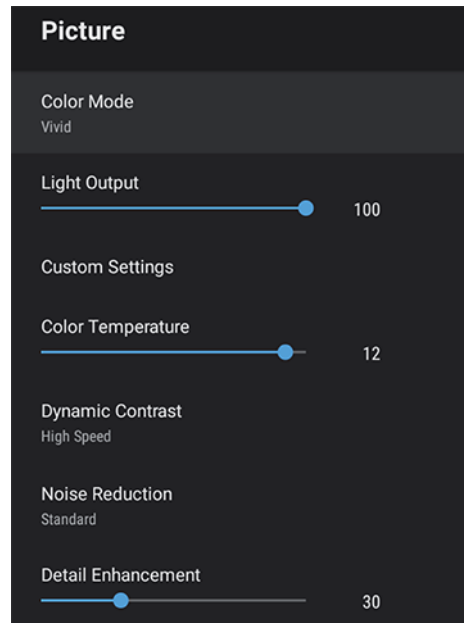 Picture
Color Mode
Vivid
Light Output
100
Custom Settings
Color Temperature
12
Dynamic Contrast
High Speed
Noise Reduction
Standard
Detail Enhancement
30